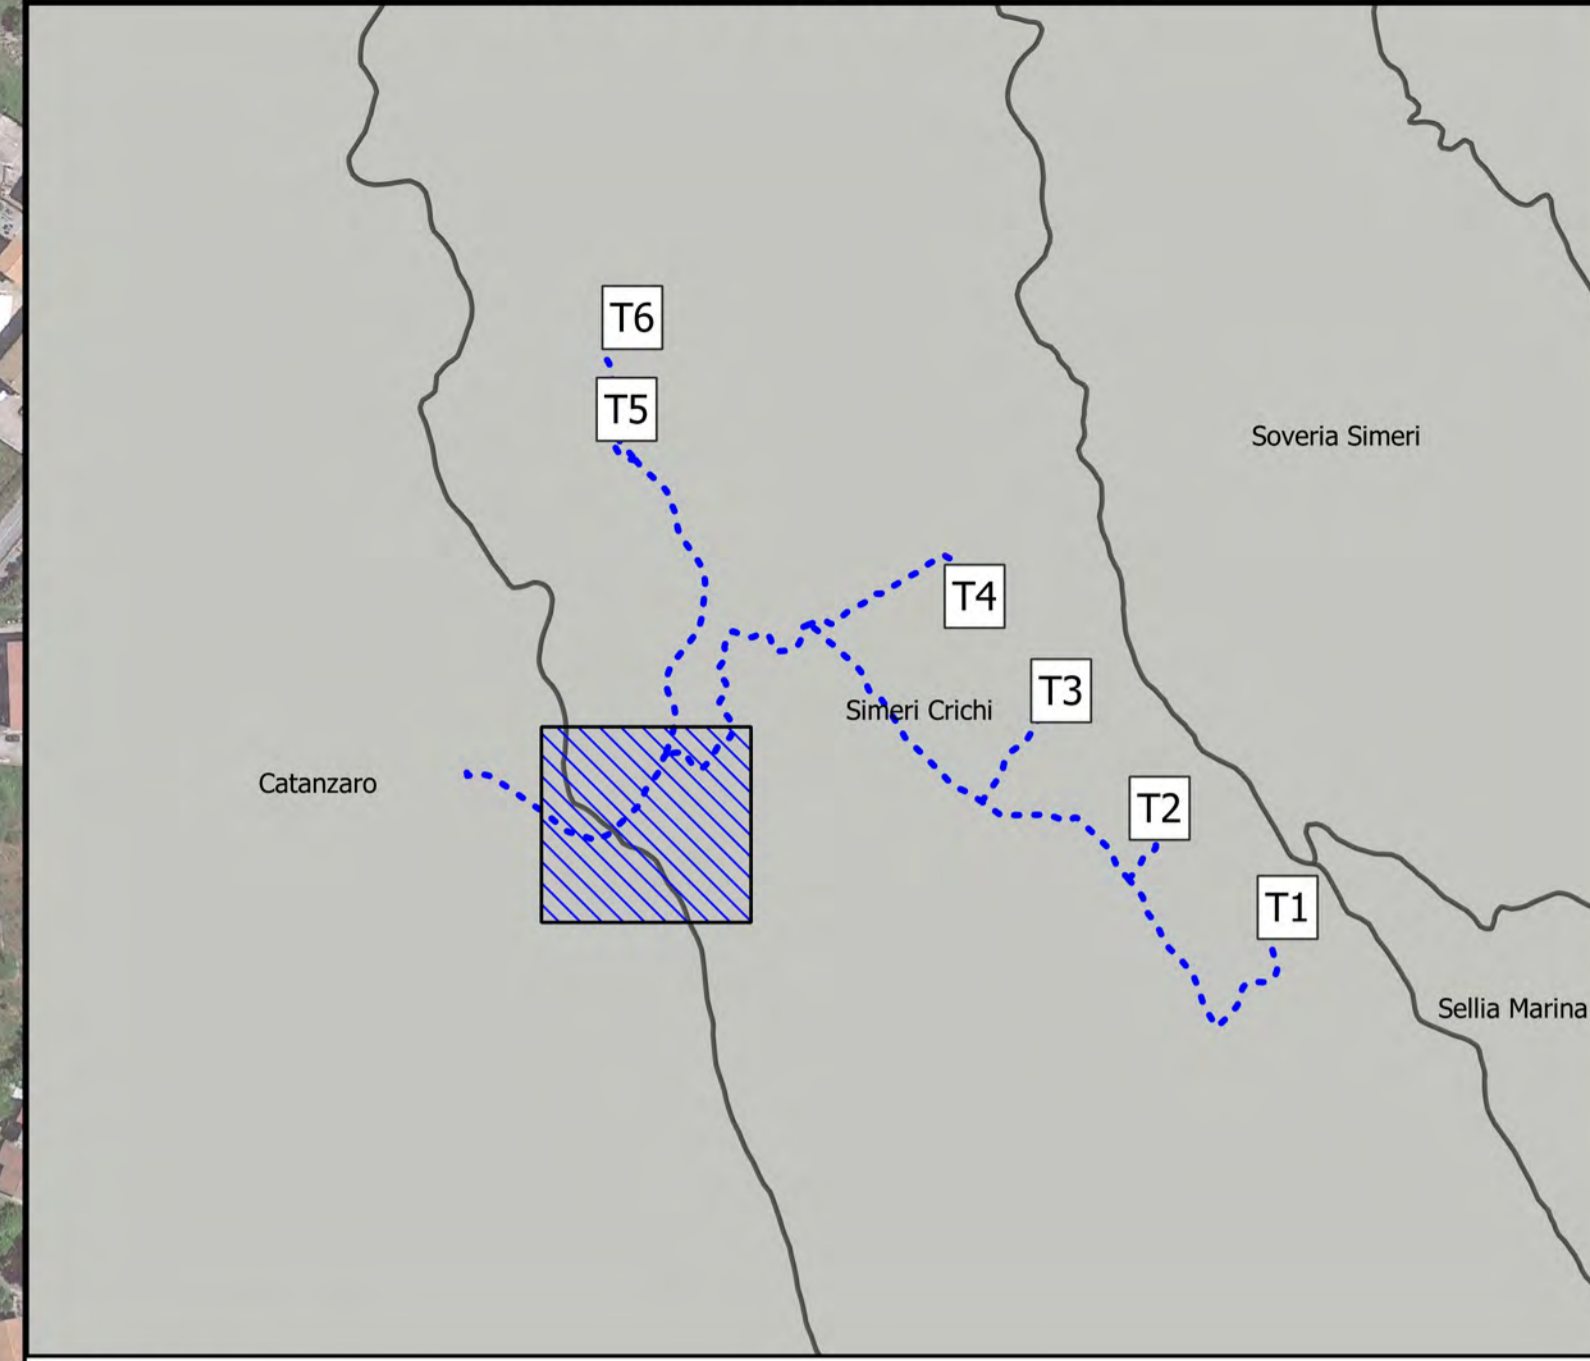 T6
T5
Soveria Simeri
T4
T3
Simeri Crichi
Catanzaro
T2
T1
Sellia Marina